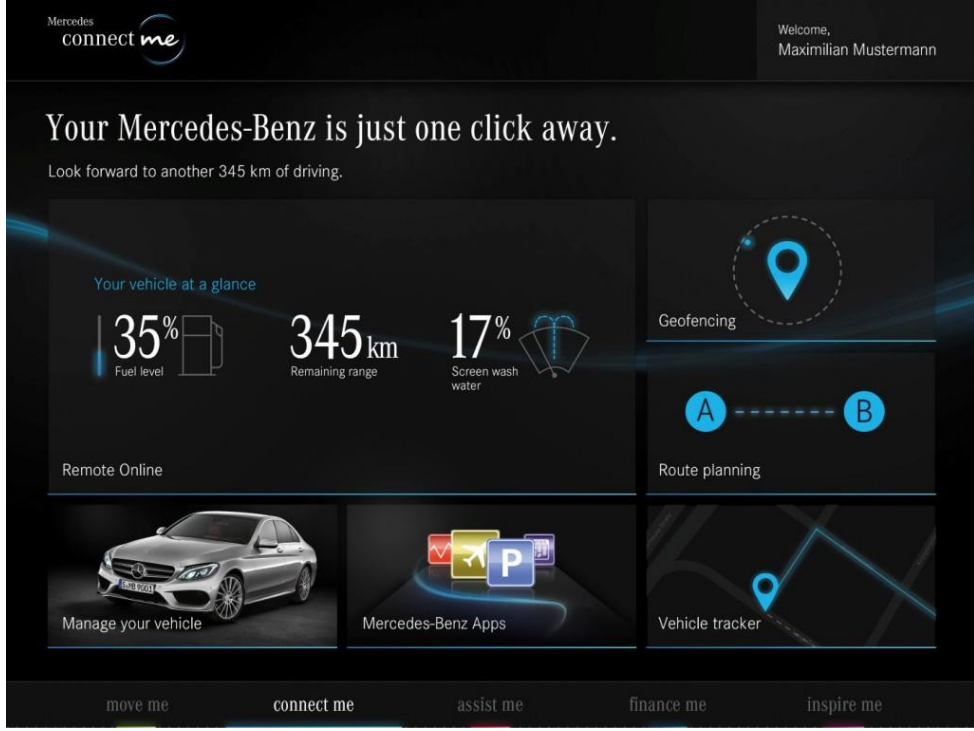 Mercedes
connect me
Welcome,
Maximilian Mustermann
Your Mercedes-Benz is just one click away.
Look forward to another 345 km of driving.
Your vehicle at a glance
35%
Fuel level
345 km
Remaining range
17%
Screen wash
water
Remote Online
Geofencing
A
B
Route planning
Manage your vehicle
P
Mercedes-Benz Apps
Vehicle tracker
move me
connect me
assist me
finance me
inspire me